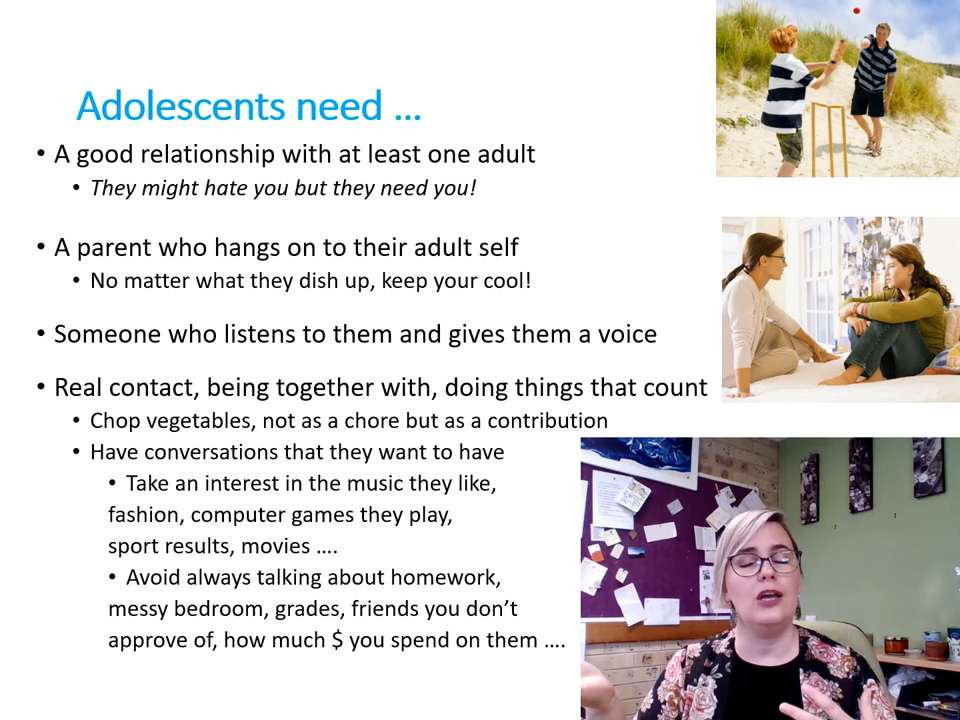 Adolescents need ...
• A good relationship with at least one adult
• They might hate you but they need you!
• A parent who hangs on to their adult self
• No matter what they dish up, keep your cool!
• Someone who listens to them and gives them a voice
• Real contact, being together with, doing things that count
• Chop vegetables, not as a chore but as a contribution
• Have conversations that they want to have
• Take an interest in the music they like,
fashion, computer games they play,
sport results, movies ....
• Avoid always talking about homework,
messy bedroom, grades, friends you don’t
approve of, how much $ you spend on them ....